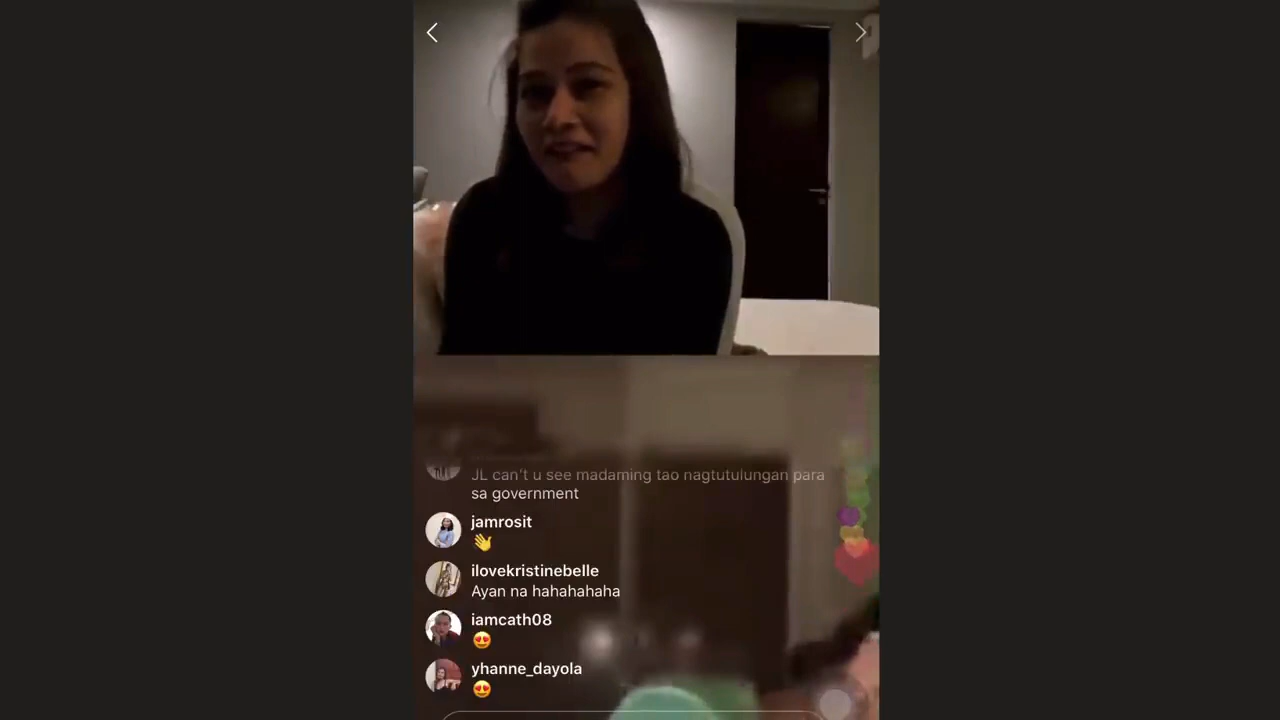 JL can't u see madaming tao nagtutulungan para
sa government
jamrosit
👋
ilovekristinebelle
Ayan na hahahahaha
iamcath08
😍
yhanne_dayola
😍